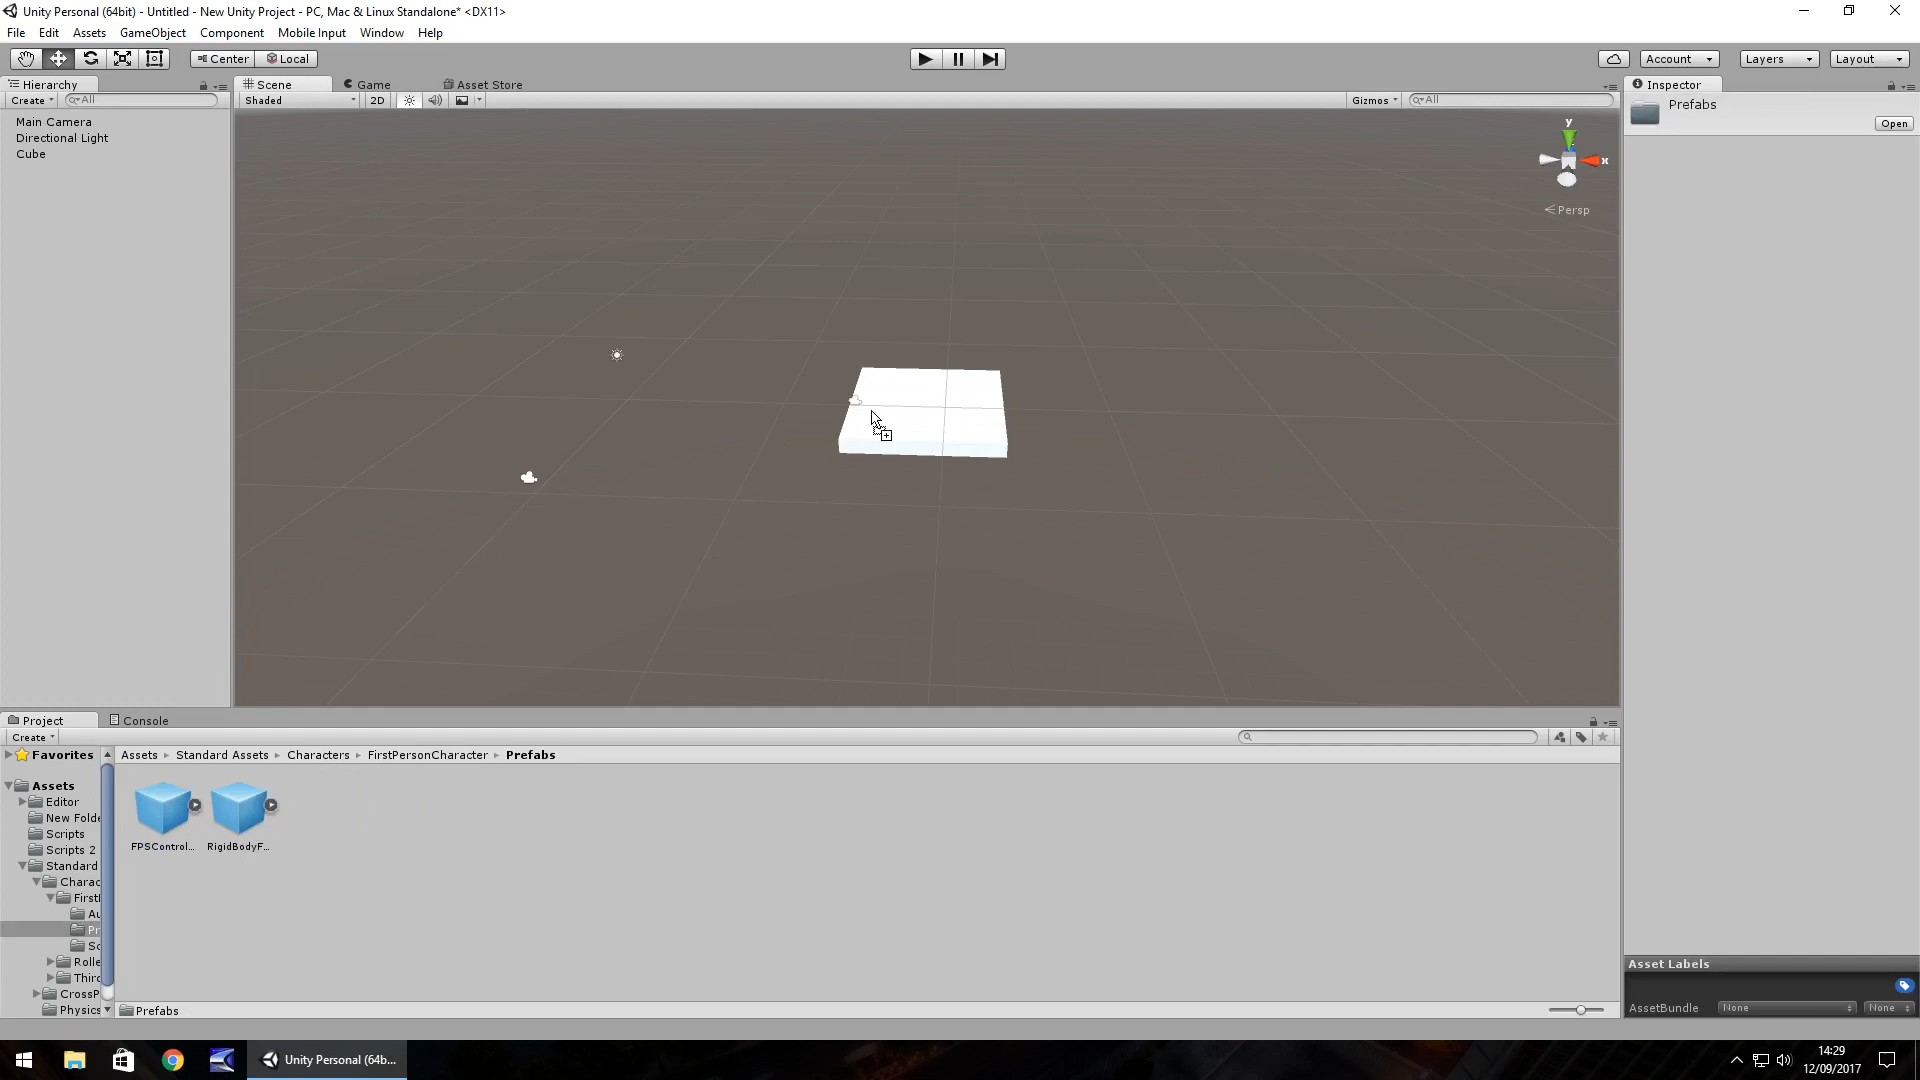 Unity Personal (64bit) - Untitled - New Unity Project - PC, Mac & Linux Standalone* <DX11>
File Edit Assets GameObject Component Mobile Input Window Help
Center Local Account Layers Layout
Hierarchy Scene Game Asset Store Inspector
Create All Shaded 2D Gizmos All Prefabs
Open
Main Camera
Directional Light
Cube
y
x
Persp
Project Console
Create
Favorites Assets Standard Assets Characters FirstPersonCharacter Prefabs
Assets
Editor
New Folde
Scripts
Scripts 2
Standard
Charac
FirstI
Au
Pr
Sc
Rolle
Thirc
CrossP
Physics
FPSControl... RigidBodyF...
Prefabs
Asset Labels
AssetBundle None None
Unity Personal (64b...
14:29
12/09/2017